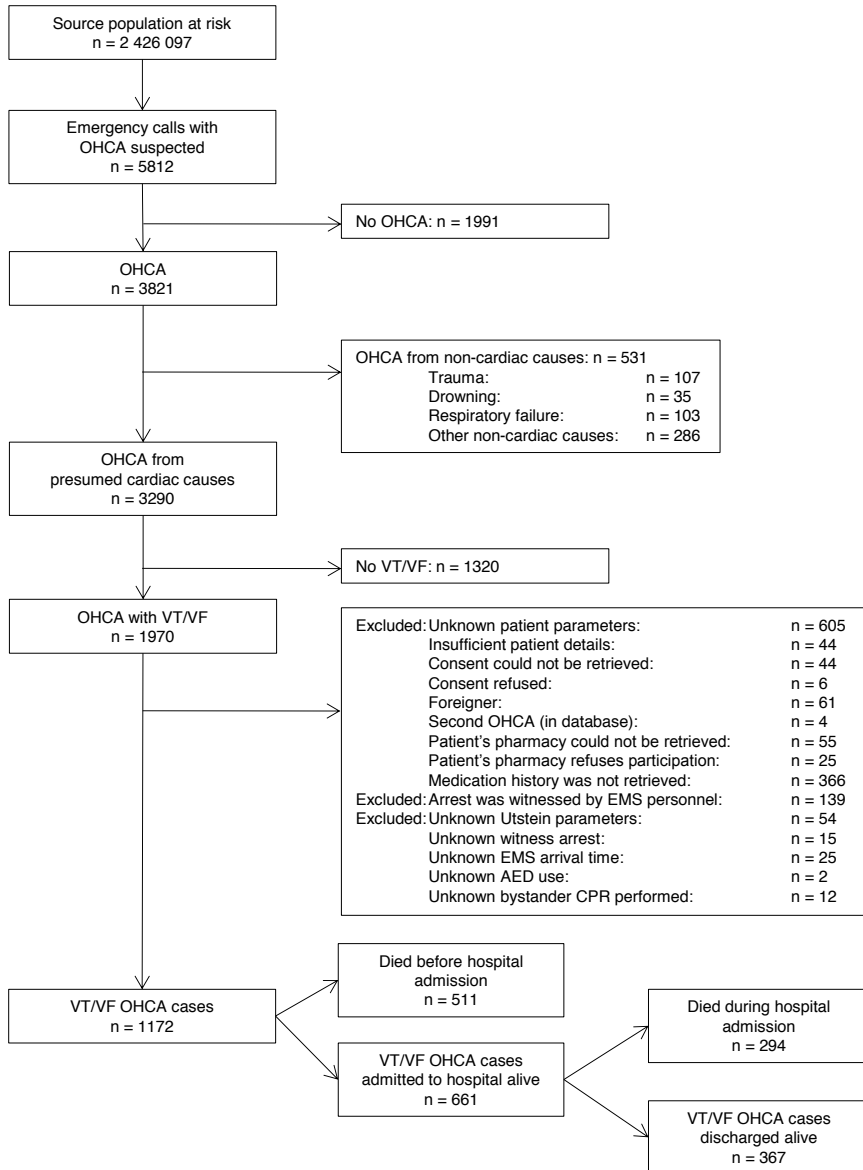 Source population at risk
n = 2 426 097
Emergency calls with
OHCA suspected
n = 5812
No OHCA: n = 1991
OHCA
n = 3821
OHCA from non-cardiac causes: n = 531
Trauma: n = 107
Drowning: n = 35
Respiratory failure: n = 103
Other non-cardiac causes: n = 286
OHCA from
presumed cardiac causes
n = 3290
No VT/VF: n = 1320
OHCA with VT/VF
n = 1970
Excluded: Unknown patient parameters: n = 605
Insufficient patient details: n = 44
Consent could not be retrieved: n = 44
Consent refused: n = 6
Foreigner: n = 61
Second OHCA (in database): n = 4
Patient's pharmacy could not be retrieved: n = 55
Patient's pharmacy refuses participation: n = 25
Medication history was not retrieved: n = 366
Excluded: Arrest was witnessed by EMS personnel: n = 139
Excluded: Unknown Utstein parameters: n = 54
Unknown witness arrest: n = 15
Unknown EMS arrival time: n = 25
Unknown AED use: n = 2
Unknown bystander CPR performed: n = 12
VT/VF OHCA cases
n = 1172
Died before hospital
admission
n = 511
VT/VF OHCA cases
admitted to hospital alive
n = 661
Died during hospital
admission
n = 294
VT/VF OHCA cases
discharged alive
n = 367